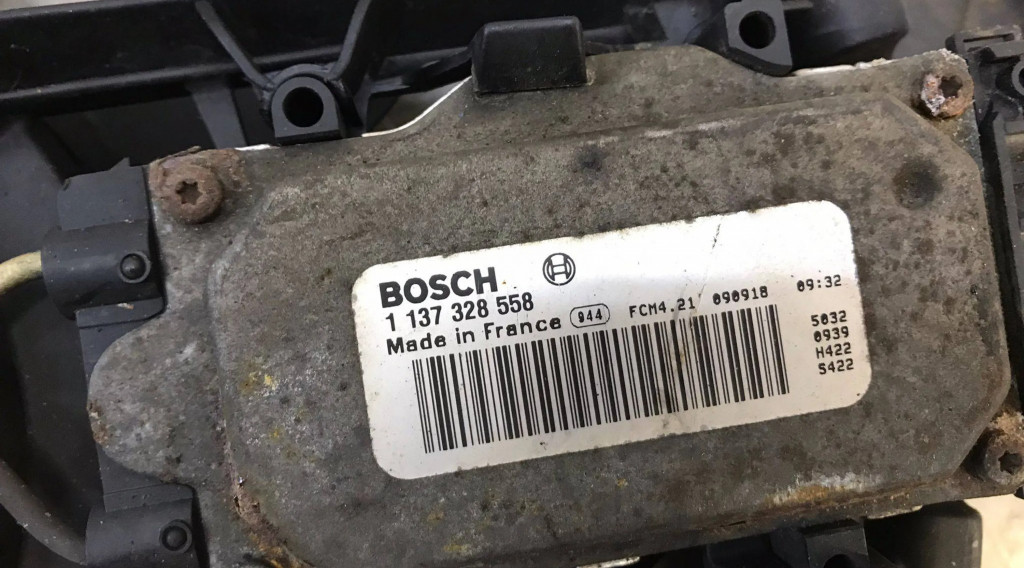 BOSCH
1 137 328 558
Made in France 944 FCM4.21 090918 09:32
5032
0939
H422
S422